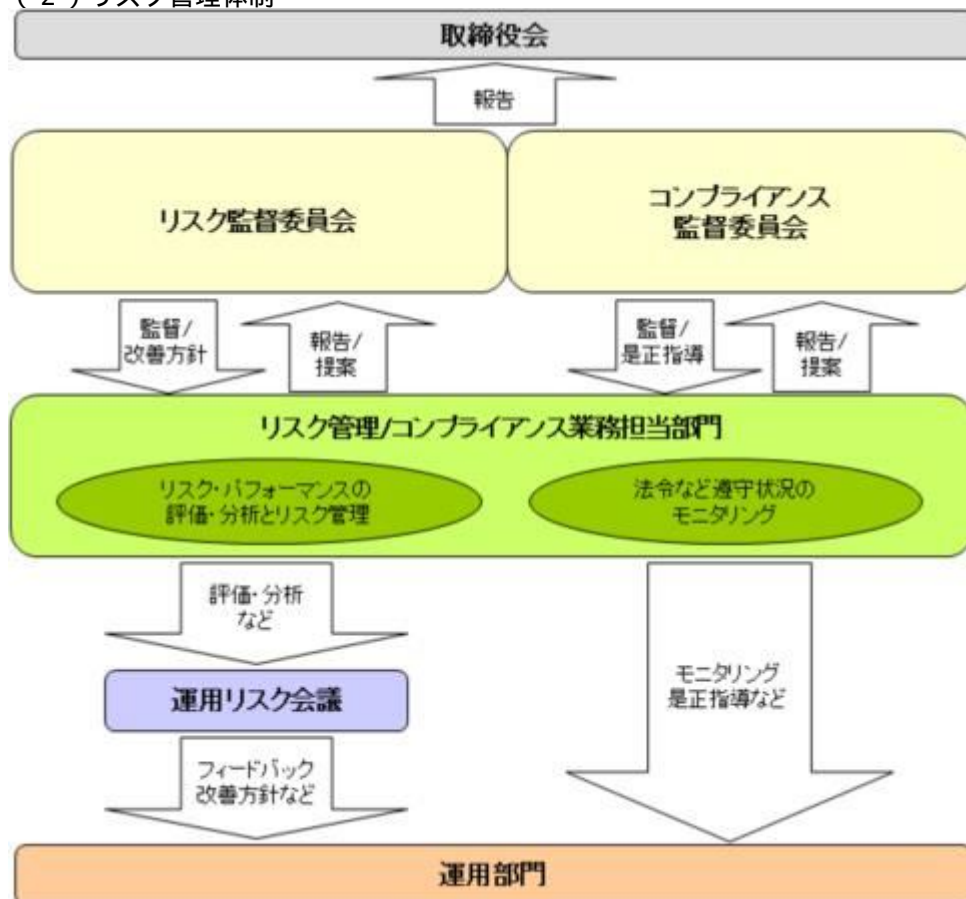 (2)リスク管理体制
取締役会
報告
リスク監督委員会
コンプライアンス
監督委員会
監督/
改善方針
報告/
提案
監督/
是正指導
報告/
提案
リスク管理/コンプライアンス業務担当部門
リスク・パフォーマンスの
評価・分析とリスク管理
法令など遵守状況の
モニタリング
評価・分析
など
運用リスク会議
フィードバック
改善方針など
モニタリング
是正指導など
運用部門